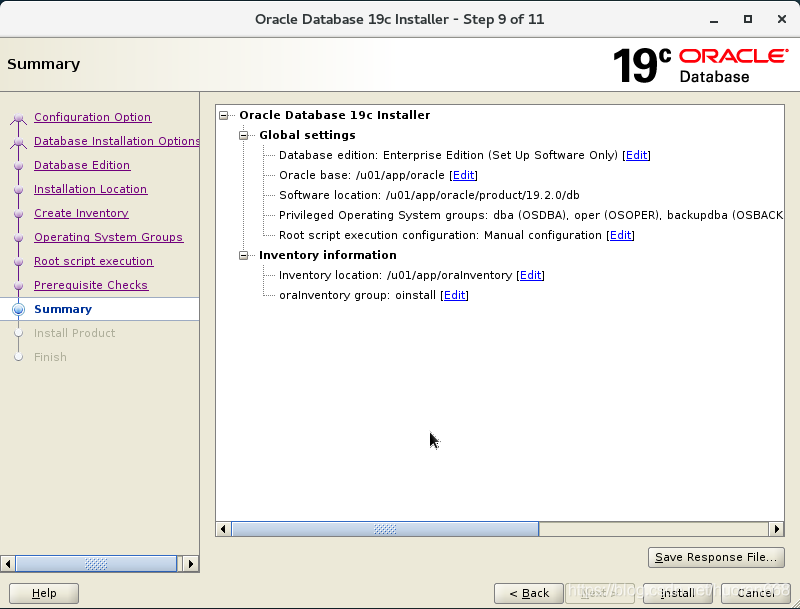 Oracle Database 19c Installer - Step 9 of 11
Summary
19c ORACLE
Database
Configuration Option
Database Installation Options
Database Edition
Installation Location
Create Inventory
Operating System Groups
Root script execution
Prerequisite Checks
Summary
Install Product
Finish
Oracle Database 19c Installer
Global settings
Database edition: Enterprise Edition (Set Up Software Only) [Edit]
Oracle base: /u01/app/oracle [Edit]
Software location: /u01/app/oracle/product/19.2.0/db
Privileged Operating System groups: dba (OSDBA), oper (OSOPER), backupdba (OSBACK
Root script execution configuration: Manual configuration [Edit]
Inventory information
Inventory location: /u01/app/oraInventory [Edit]
oraInventory group: oinstall [Edit]
Save Response File...
Help
< Back
Next >
Install
Cancel